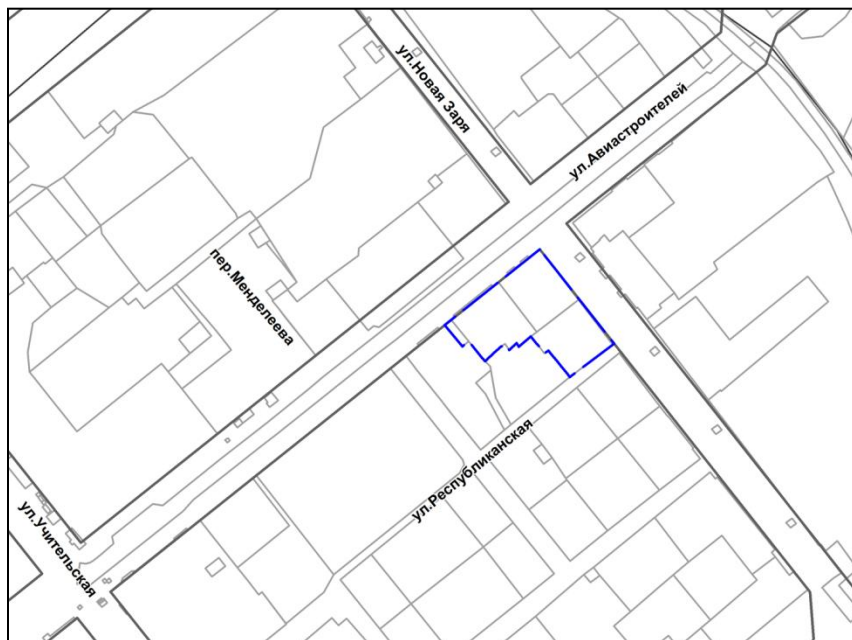 ул.Новая Заря
ул.Авиастроителей
пер.Менделеева
ул.Республиканская
ул.Учительская